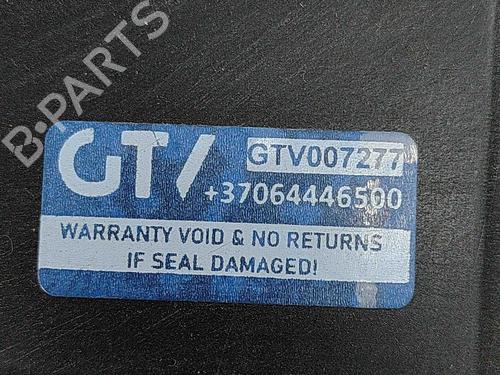 B-PARTS
GTV
GTV007277
+37064446500
WARRANTY VOID & NO RETURNS
IF SEAL DAMAGED!